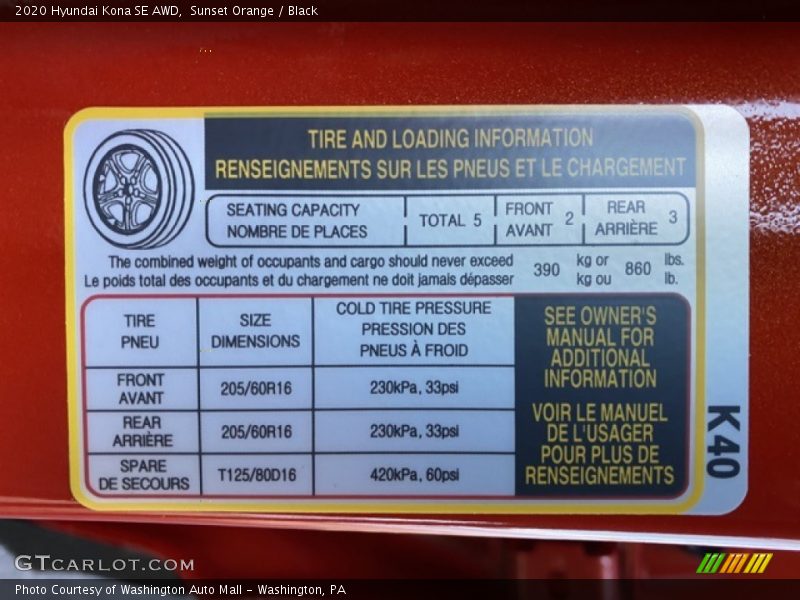 2020 Hyundai Kona SE AWD,  Sunset Orange / Black
TIRE AND LOADING INFORMATION
RENSEIGNEMENTS SUR LES PNEUS ET LE CHARGEMENT
SEATING CAPACITY
NOMBRE DE PLACES
TOTAL 5
FRONT
AVANT
2
REAR
ARRIÈRE
3
The combined weight of occupants and cargo should never exceed
Le poids total des occupants et du chargement ne doit jamais dépasser
390
kg or
kg ou
860
lbs.
lb.
TIRE
PNEU
SIZE
DIMENSIONS
COLD TIRE PRESSURE
PRESSION DES
PNEUS À FROID
FRONT
AVANT
205/60R16
230kPa, 33psi
REAR
ARRIÈRE
205/60R16
230kPa, 33psi
SPARE
DE SECOURS
T125/80D16
420kPa, 60psi
SEE OWNER'S
MANUAL FOR
ADDITIONAL
INFORMATION
VOIR LE MANUEL
DE L'USAGER
POUR PLUS DE
RENSEIGNEMENTS
K40
GTCARLOT.COM
Photo Courtesy of Washington Auto Mall - Washington, PA